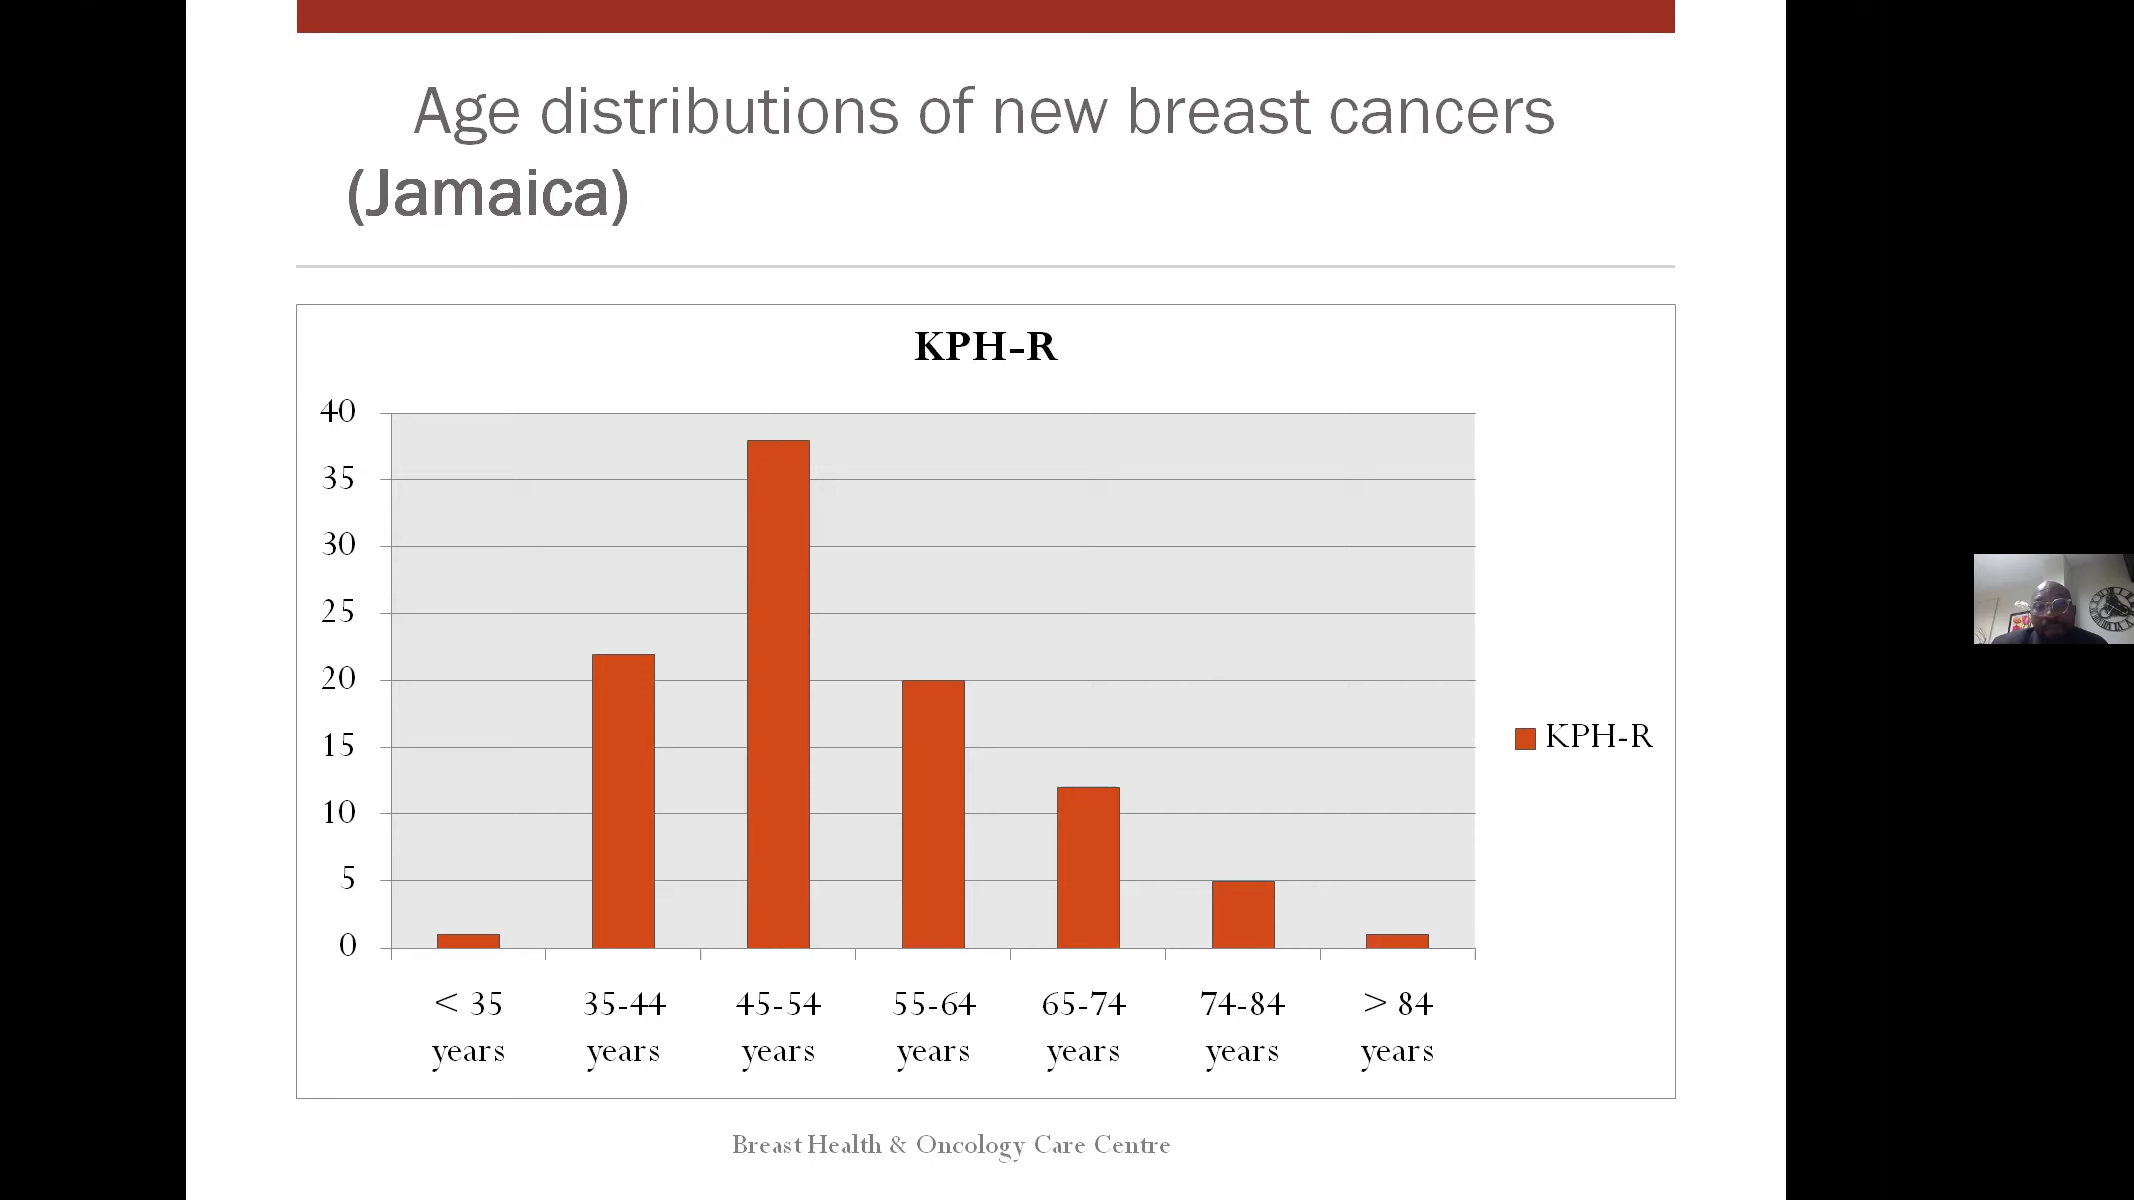 Age distributions of new breast cancers
(Jamaica)
KPH-R
40
35
30
25
20
15
10
5
0
KPH-R
< 35 35-44 45-54 55-64 65-74 74-84 > 84
years years years years years years years
Breast Health & Oncology Care Centre